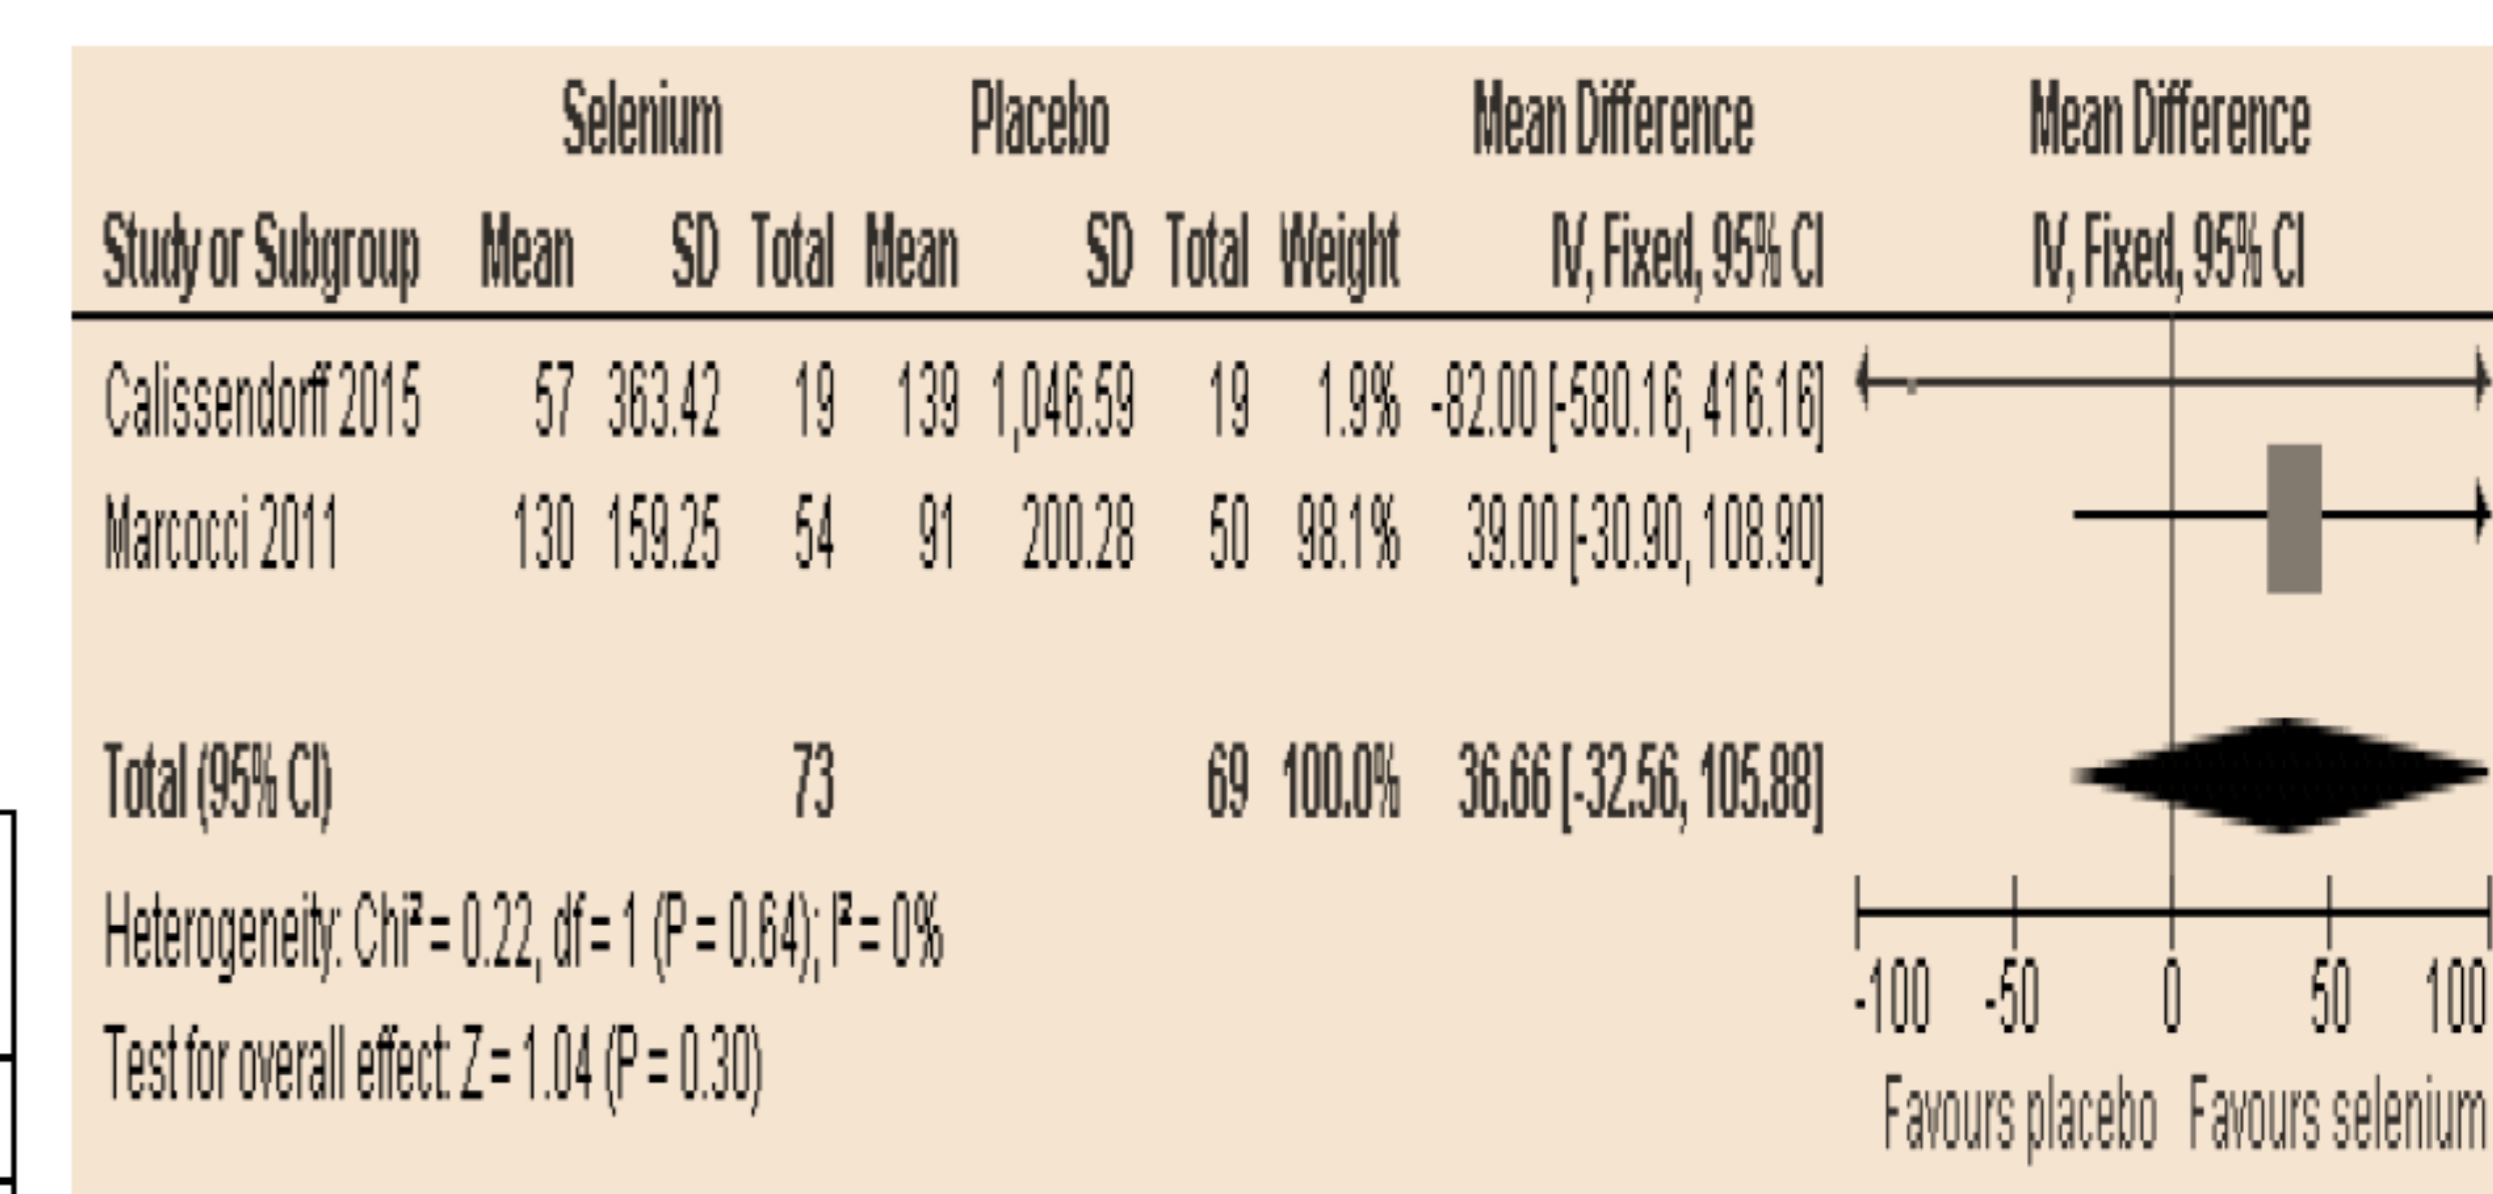 Selenium Placebo Mean Difference Mean Difference
Study or Subgroup Mean SD Total Mean SD Total Weight IV, Fixed, 95% CI IV, Fixed, 95% CI
Calissendorff 2015 57 363.42 19 139 1,046.59 19 1.9% -82.00 [-580.16, 416.16]
Marcocci 2011 130 159.25 54 91 200.28 50 98.1% 39.00 [-30.90, 108.90]
Total (95% CI) 73 69 100.0% 36.66 [-32.56, 105.88]
Heterogeneity: Chi² = 0.22, df = 1 (P = 0.64); I² = 0%
Test for overall effect: Z = 1.04 (P = 0.30)
-100 -50 0 50 100
Favours placebo Favours selenium